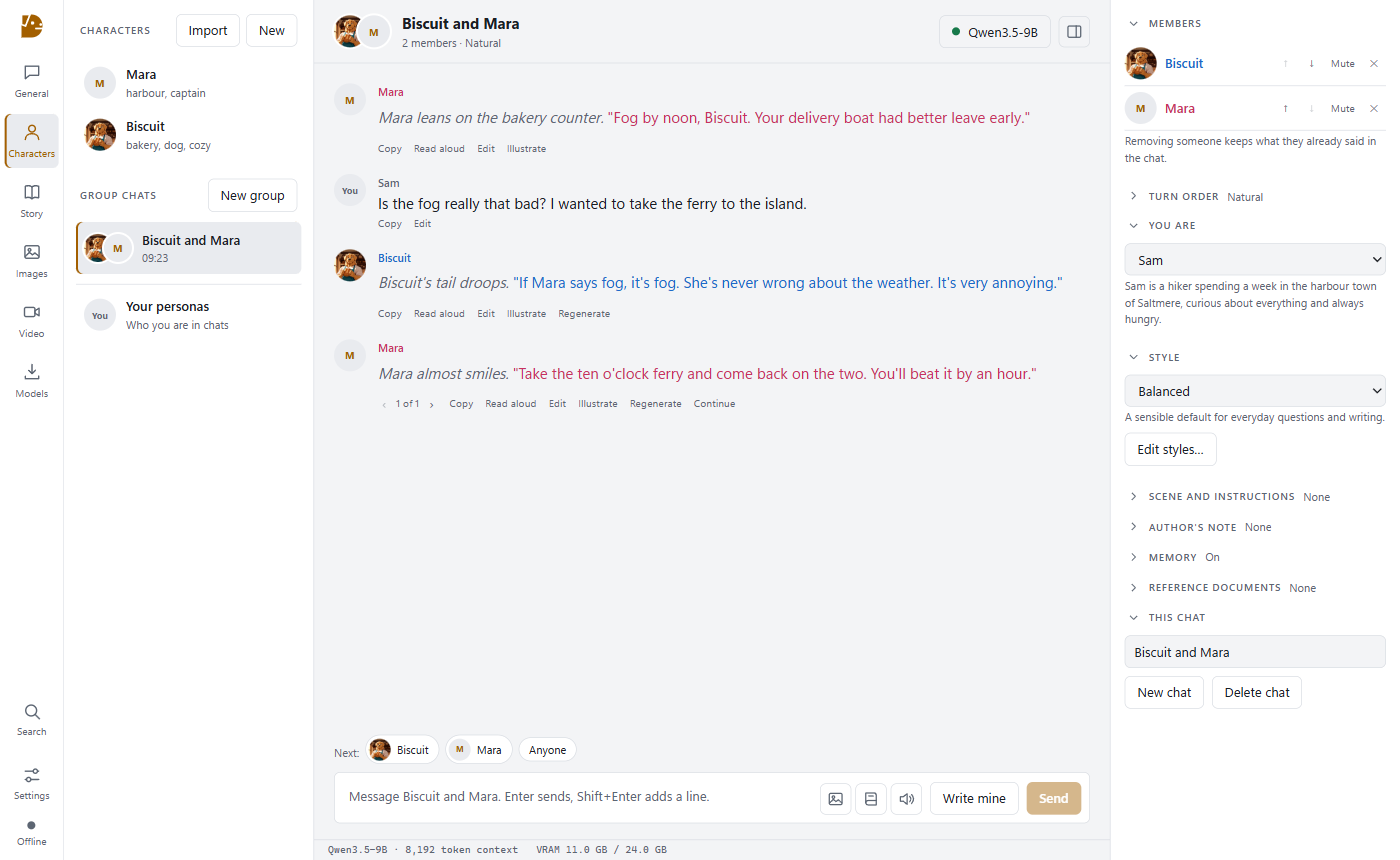 General
Characters
Story
Images
Video
Models
Search
Settings
Offline
CHARACTERS
Import
New
M
Mara
harbour, captain
Biscuit
bakery, dog, cozy
GROUP CHATS
New group
M
Biscuit and Mara
09:23
You
Your personas
Who you are in chats
M
Biscuit and Mara
2 members · Natural
Qwen3.5-9B
M
Mara
Mara leans on the bakery counter. "Fog by noon, Biscuit. Your delivery boat had better leave early."
Copy Read aloud Edit Illustrate
You
Sam
Is the fog really that bad? I wanted to take the ferry to the island.
Copy Edit
Biscuit
Biscuit's tail droops. "If Mara says fog, it's fog. She's never wrong about the weather. It's very annoying."
Copy Read aloud Edit Illustrate Regenerate
M
Mara
Mara almost smiles. "Take the ten o'clock ferry and come back on the two. You'll beat it by an hour."
‹ 1 of 1 › Copy Read aloud Edit Illustrate Regenerate Continue
Next: Biscuit M Mara Anyone
Message Biscuit and Mara. Enter sends, Shift+Enter adds a line.
Write mine
Send
Qwen3.5-9B · 8,192 token context VRAM 11.0 GB / 24.0 GB
MEMBERS
Biscuit ↑ ↓ Mute ×
M Mara ↑ ↓ Mute ×
Removing someone keeps what they already said in
the chat.
TURN ORDER Natural
YOU ARE
Sam
Sam is a hiker spending a week in the harbour town
of Saltmere, curious about everything and always
hungry.
STYLE
Balanced
A sensible default for everyday questions and writing.
Edit styles...
SCENE AND INSTRUCTIONS None
AUTHOR'S NOTE None
MEMORY On
REFERENCE DOCUMENTS None
THIS CHAT
Biscuit and Mara
New chat
Delete chat